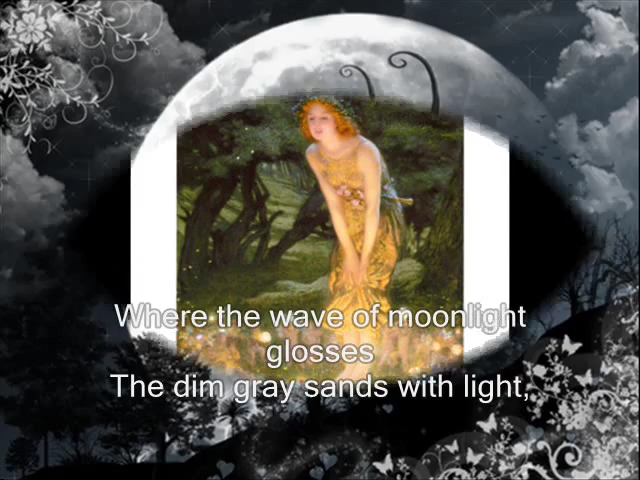 Where the wave of moonlight
glosses
The dim gray sands with light,